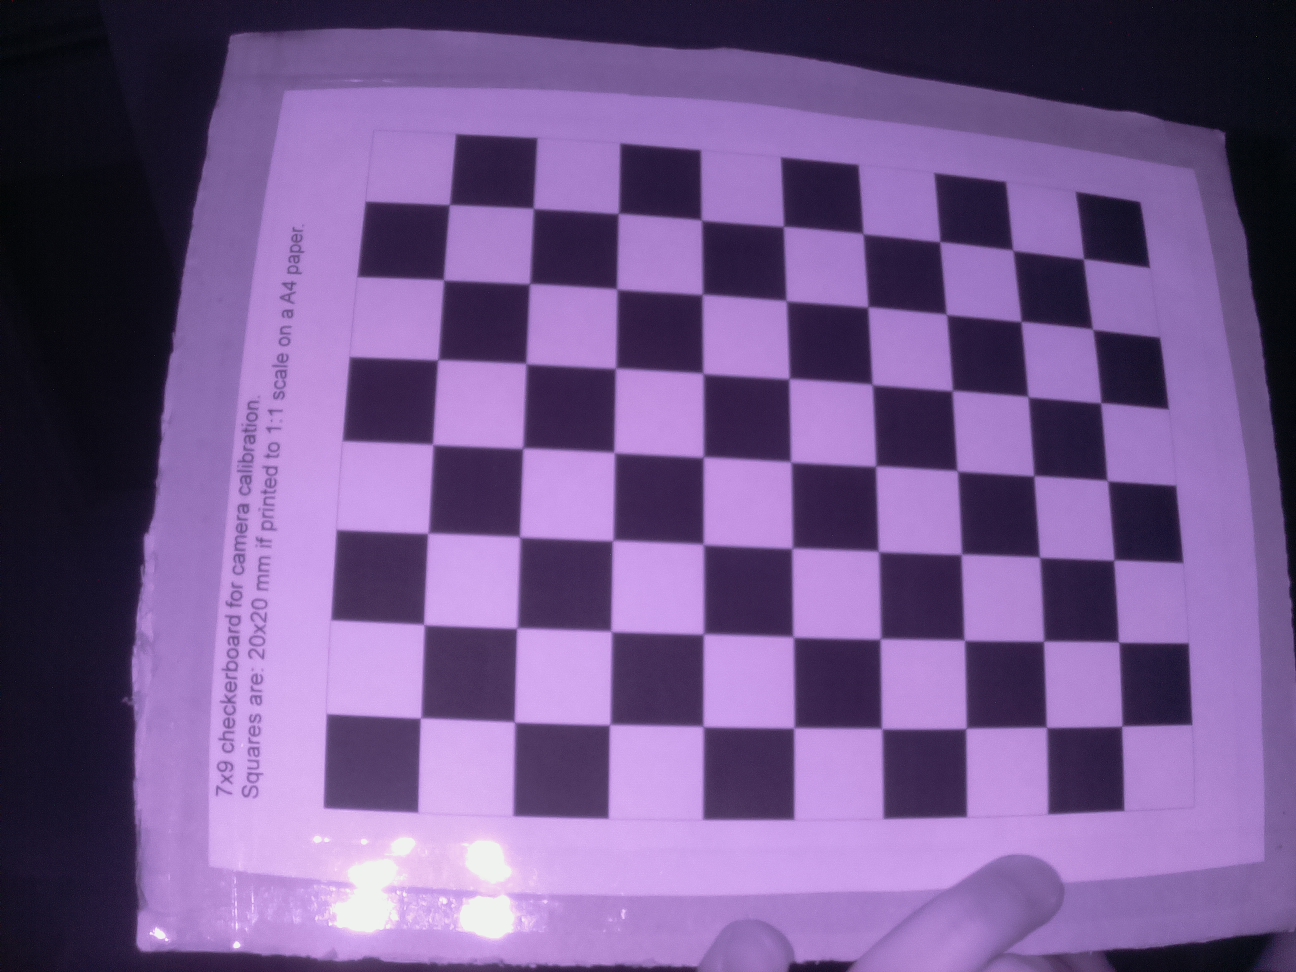 7x9 checkerboard for camera calibration.
Squares are: 20x20 mm if printed to 1:1 scale on a A4 paper.